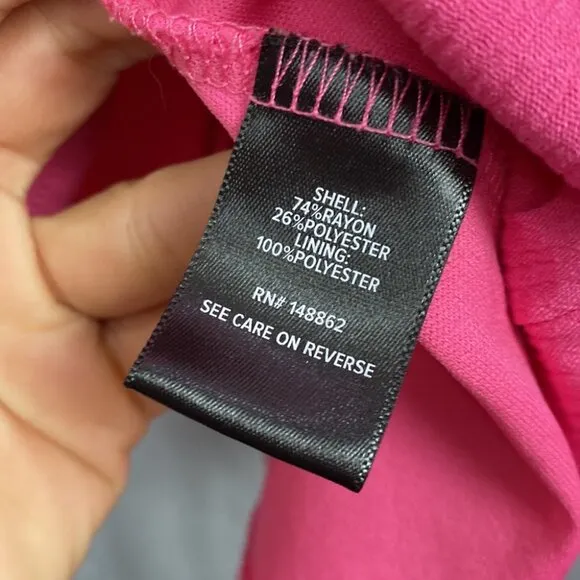 SHELL:
74%RAYON
26%POLYESTER
LINING:
100%POLYESTER
RN# 148862
SEE CARE ON REVERSE